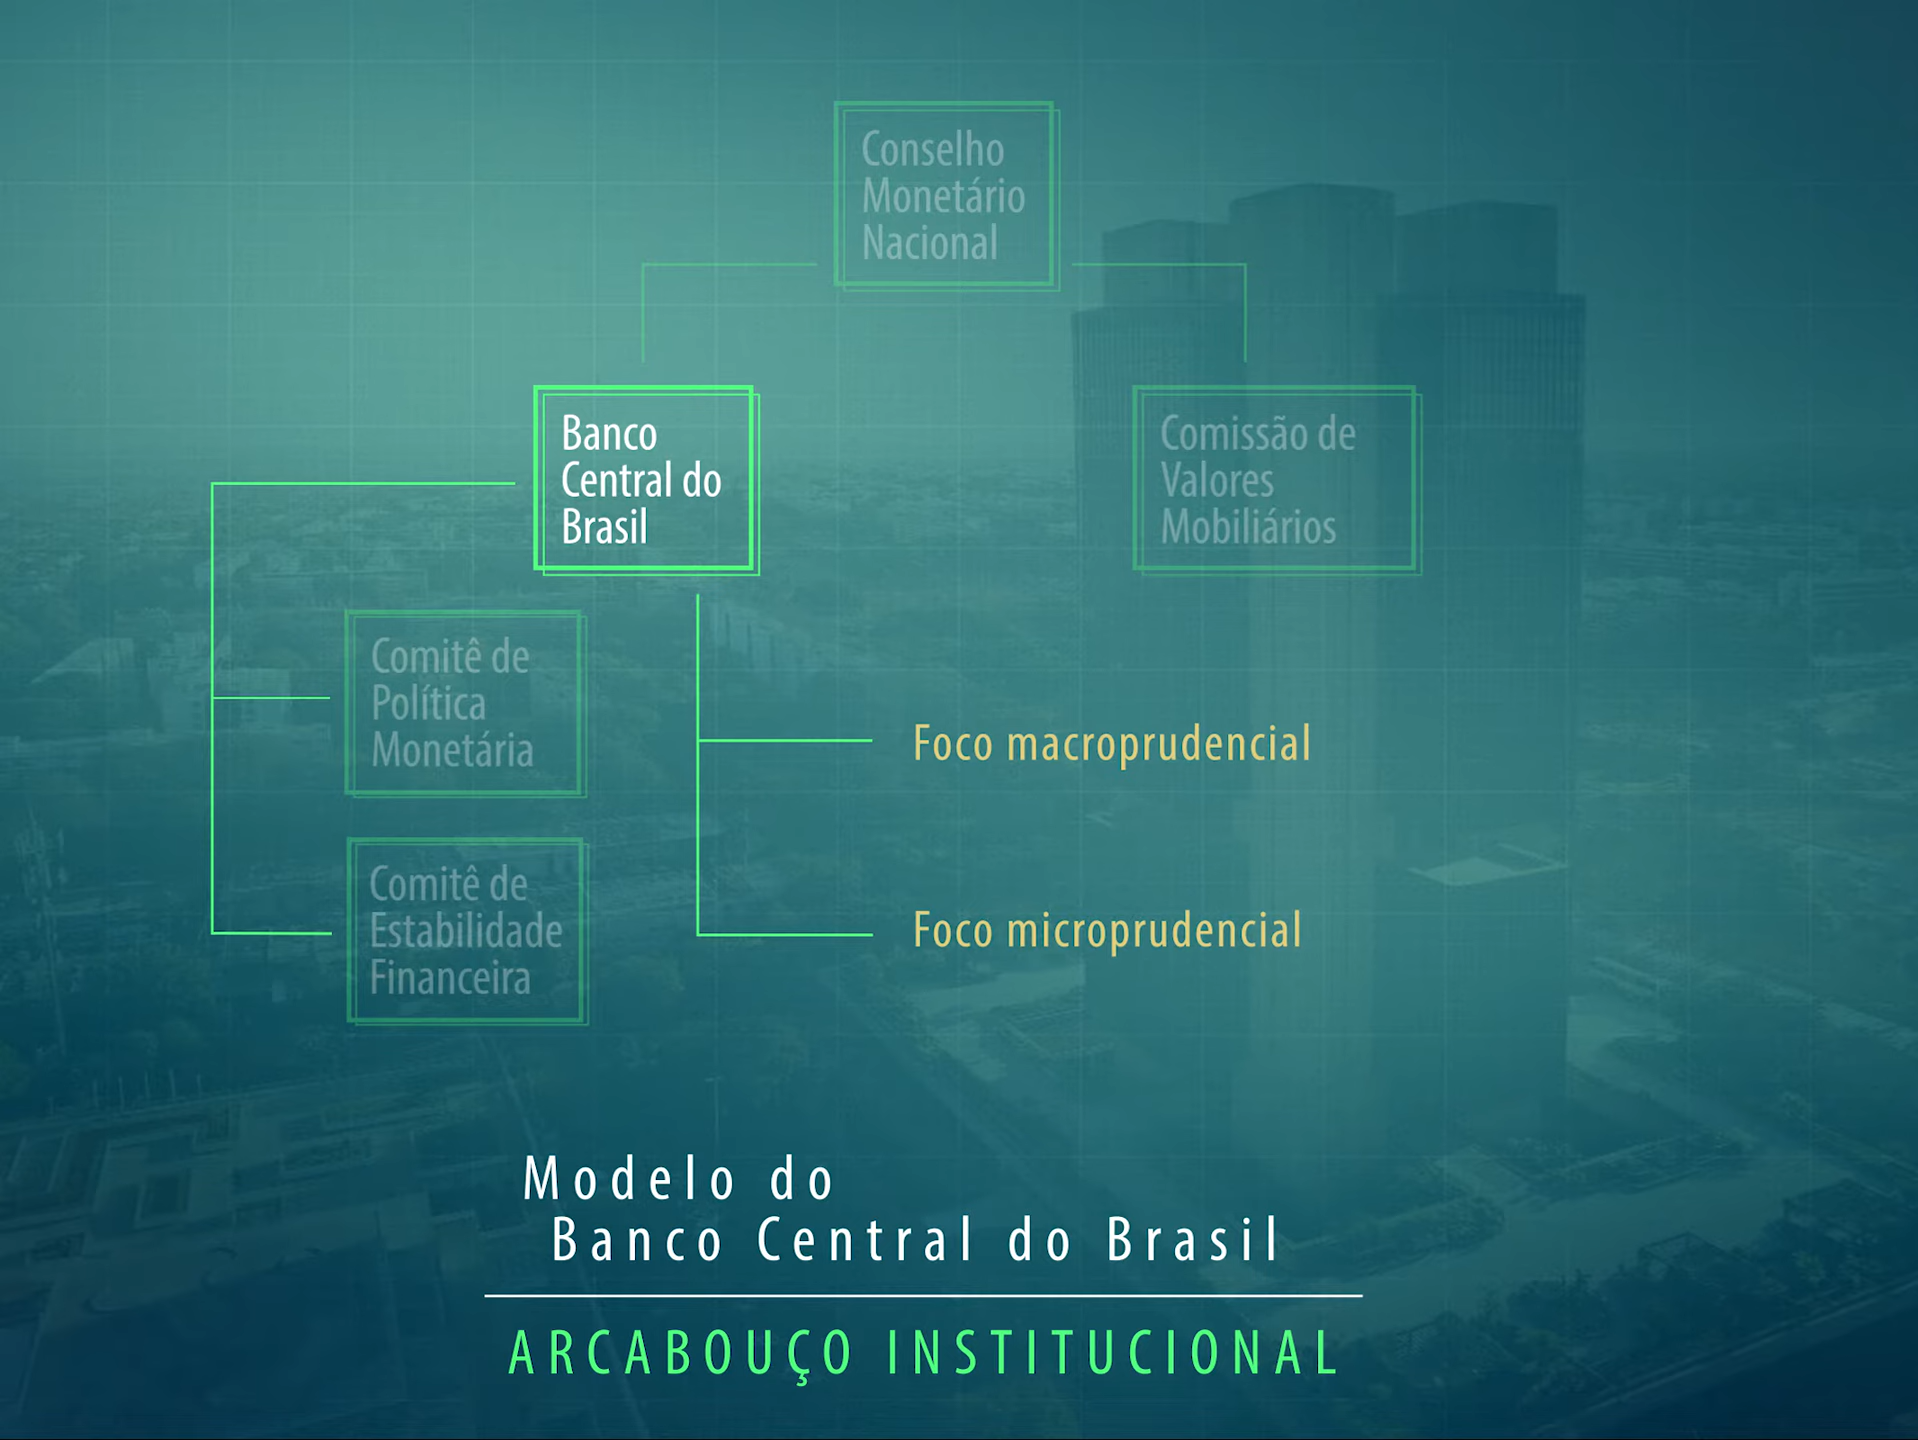 Conselho
Monetário
Nacional
Banco
Central do
Brasil
Comissão de
Valores
Mobiliários
Comitê de
Política
Monetária
Foco macroprudencial
Comitê de
Estabilidade
Financeira
Foco microprudencial
Modelo do
Banco Central do Brasil
ARCABOUÇO INSTITUCIONAL